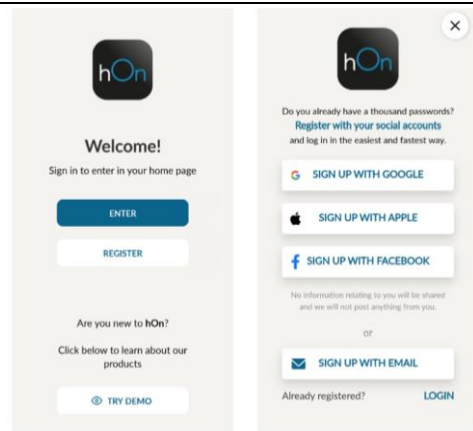 hOn
Welcome!
Sign in to enter in your home page
ENTER
REGISTER
Are you new to hOn?
Click below to learn about our
products
TRY DEMO
hOn
Do you already have a thousand passwords?
Register with your social accounts
and log in in the easiest and fastest way.
SIGN UP WITH GOOGLE
SIGN UP WITH APPLE
SIGN UP WITH FACEBOOK
No information relating to you will be shared
and we will not post anything from you.
or
SIGN UP WITH EMAIL
Already registered? LOGIN